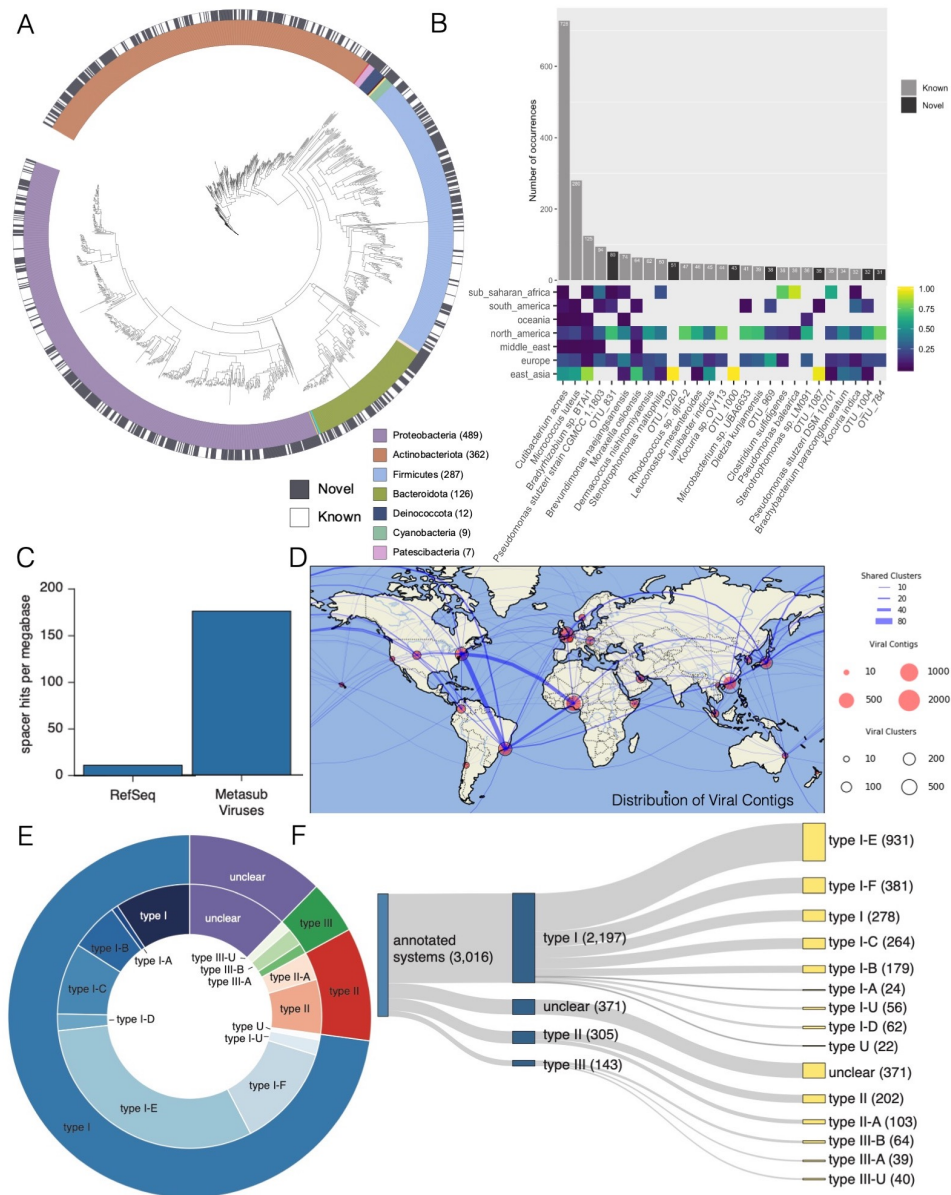 A
Novel
Known
Proteobacteria (489)
Actinobacteriota (362)
Firmicutes (287)
Bacteroidota (126)
Deinococcota (12)
Cyanobacteria (9)
Patescibacteria (7)
B
Number of occurrences
600
400
200
0
Known
Novel
sub_saharan_africa
south_america
oceania
north_america
middle_east
europe
east_asia
1.00
0.75
0.50
0.25
Cutibacterium acnes
Micrococcus luteus
Bradyrhizobium sp. BTAi1
Pseudomonas stutzeri strain CGMCC 1.1803
OTU_831
Brevundimonas naejangsanensis
Moraxella osloensis
Dermacoccus nishinomiyaensis
Stenotrophomonas maltophilia
OTU_1020
Rhodococcus sp. dji-6-2
Leuconostoc mesenteroides
Janibacter indicus
Kocuria sp. OV113
OTU_1000
Microbacterium sp. UBA6633
Dietzia kunjamensis
OTU_969
Clostridium sulfidigenes
Pseudomonas balearica
Stenotrophomonas sp. LM091
OTU_1087
Pseudomonas stutzeri DSM 10701
Brachybacterium paraconglomeratum
Kocuria indica
OTU_1004
OTU_784
C
spacer hits per megabase
200
150
100
50
0
RefSeq
Metasub
Viruses
D
Distribution of Viral Contigs
Shared Clusters
10
20
40
80
Viral Contigs
10
1000
500
2000
Viral Clusters
10
200
100
500
E
unclear
unclear
type III
type II
type I
type I
type I-B
type I-A
type I-C
type I-D
type I-E
type I-F
type III-U
type III-B
type III-A
type II-A
type II
type U
type I-U
F
annotated
systems (3,016)
type I (2,197)
unclear (371)
type II (305)
type III (143)
type I-E (931)
type I-F (381)
type I (278)
type I-C (264)
type I-B (179)
type I-A (24)
type I-U (56)
type I-D (62)
type U (22)
unclear (371)
type II (202)
type II-A (103)
type III-B (64)
type III-A (39)
type III-U (40)